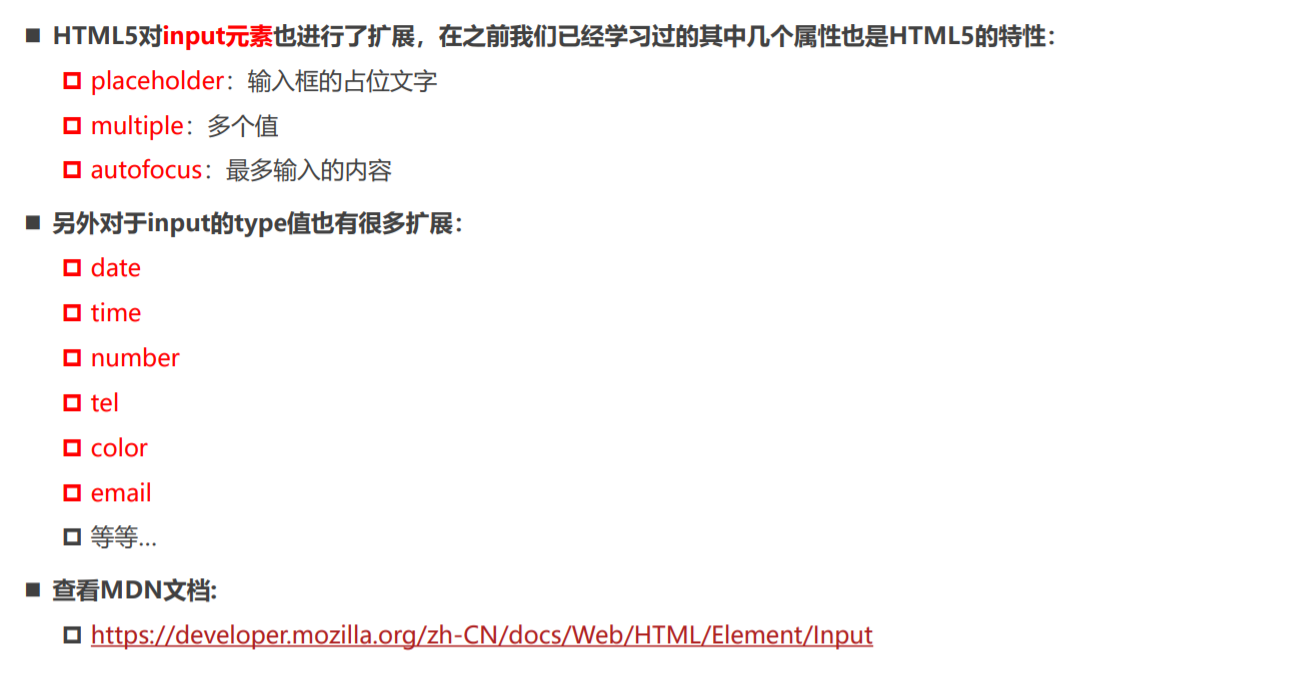 HTML5对input元素也进行了扩展，在之前我们已经学习过的其中几个属性也是HTML5的特性：
placeholder：输入框的占位文字
multiple：多个值
autofocus：最多输入的内容
另外对于input的type值也有很多扩展：
date
time
number
tel
color
email
等等…
查看MDN文档:
https://developer.mozilla.org/zh-CN/docs/Web/HTML/Element/Input